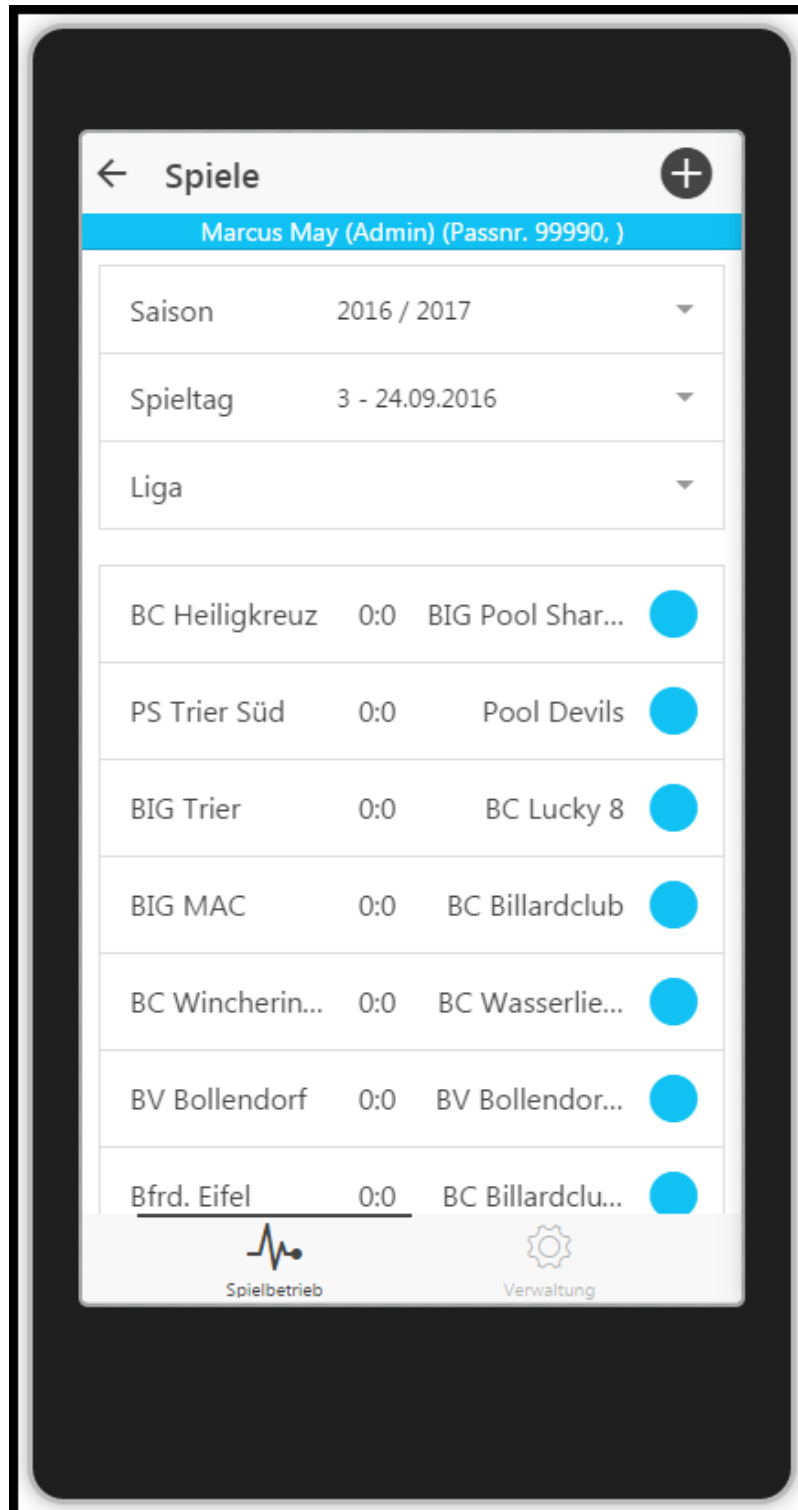 Spiele
Marcus May (Admin) (Passnr. 99990, )
Saison 2016 / 2017
Spieltag 3 - 24.09.2016
Liga
BC Heiligkreuz 0:0 BIG Pool Shar...
PS Trier Süd 0:0 Pool Devils
BIG Trier 0:0 BC Lucky 8
BIG MAC 0:0 BC Billardclub
BC Wincherin... 0:0 BC Wasserlie...
BV Bollendorf 0:0 BV Bollendor...
Bfrd. Eifel 0:0 BC Billardclu...
Spielbetrieb Verwaltung